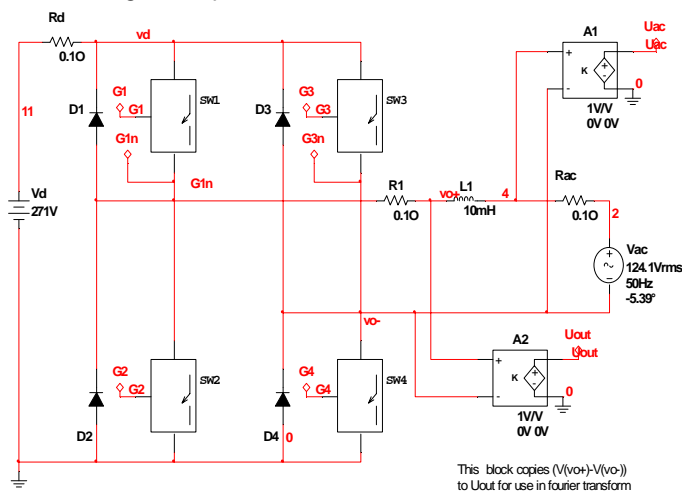 Rd
0.1O
vd
11
Vd
271V
D1
G1
G1
SW1
G1n
G1n
D3
G3
G3
SW3
G3n
R1
0.1O
vo+
L1
10mH
4
Rac
0.1O
2
Vac
124.1Vrms
50Hz
-5.39°
A1
K
1V/V
0V 0V
Uac
Uac
0
vo-
D2
G2
G2
SW2
D4
0
G4
G4
SW4
A2
K
1V/V
0V 0V
Uout
Uout
0
This block copies (V(vo+)-V(vo-))
to Uout for use in fourier transform